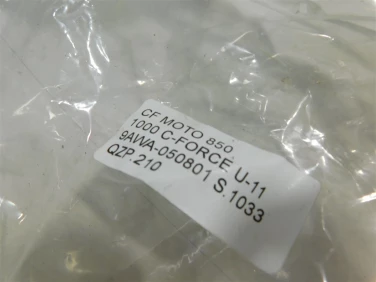 CF MOTO 850
1000 C-FORCE U-11
9AWA-050801 S.1033
QZP.210